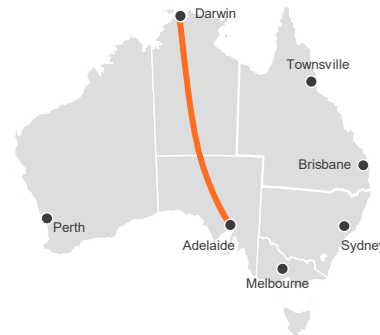 Darwin
Townsville
Brisbane
Perth
Adelaide
Sydney
Melbourne